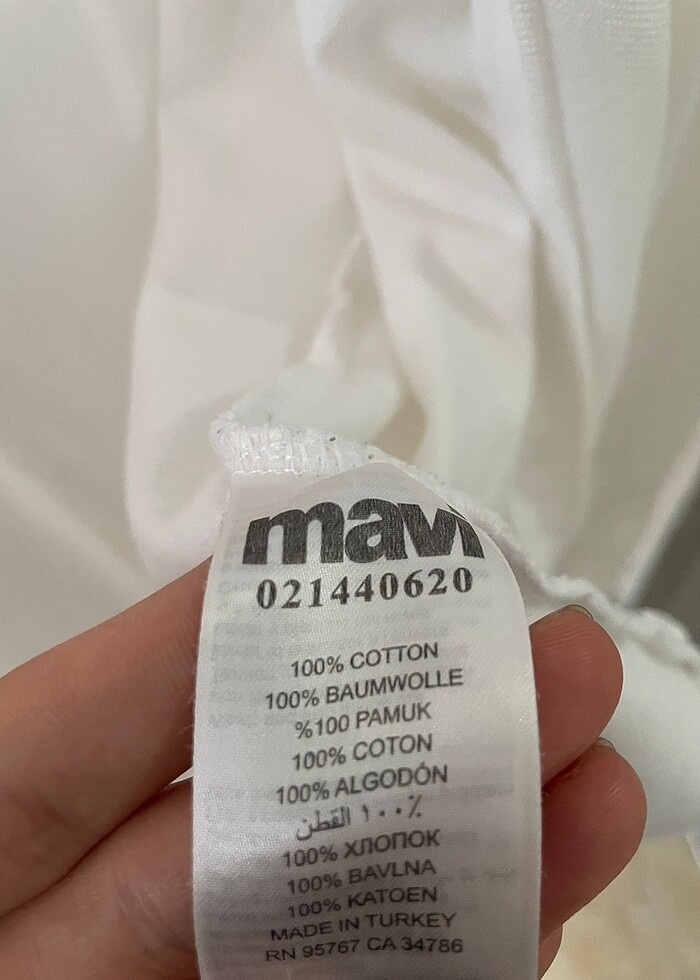 mavi
021440620
100% COTTON
100% BAUMWOLLE
%100 PAMUK
100% COTON
100% ALGODÓN
٪١٠٠ القطن
100% ХЛОПОК
100% BAVLNA
100% KATOEN
MADE IN TURKEY
RN 95767 CA 34786